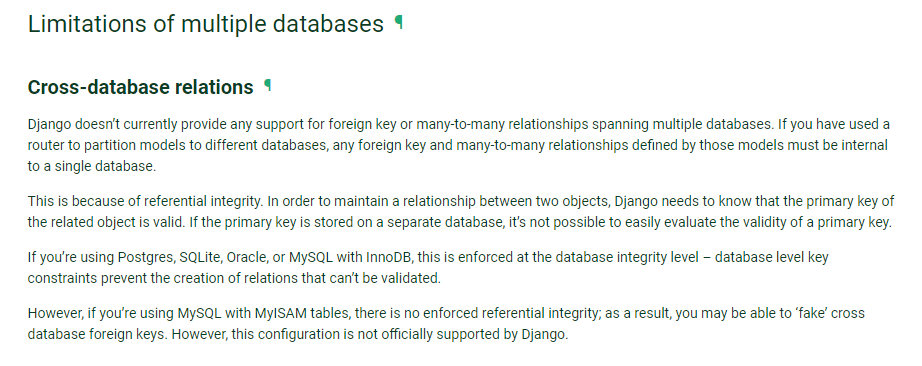 Limitations of multiple databases ¶
Cross-database relations ¶
Django doesn’t currently provide any support for foreign key or many-to-many relationships spanning multiple databases. If you have used a
router to partition models to different databases, any foreign key and many-to-many relationships defined by those models must be internal
to a single database.
This is because of referential integrity. In order to maintain a relationship between two objects, Django needs to know that the primary key of
the related object is valid. If the primary key is stored on a separate database, it’s not possible to easily evaluate the validity of a primary key.
If you’re using Postgres, SQLite, Oracle, or MySQL with InnoDB, this is enforced at the database integrity level – database level key
constraints prevent the creation of relations that can’t be validated.
However, if you’re using MySQL with MyISAM tables, there is no enforced referential integrity; as a result, you may be able to ‘fake’ cross
database foreign keys. However, this configuration is not officially supported by Django.